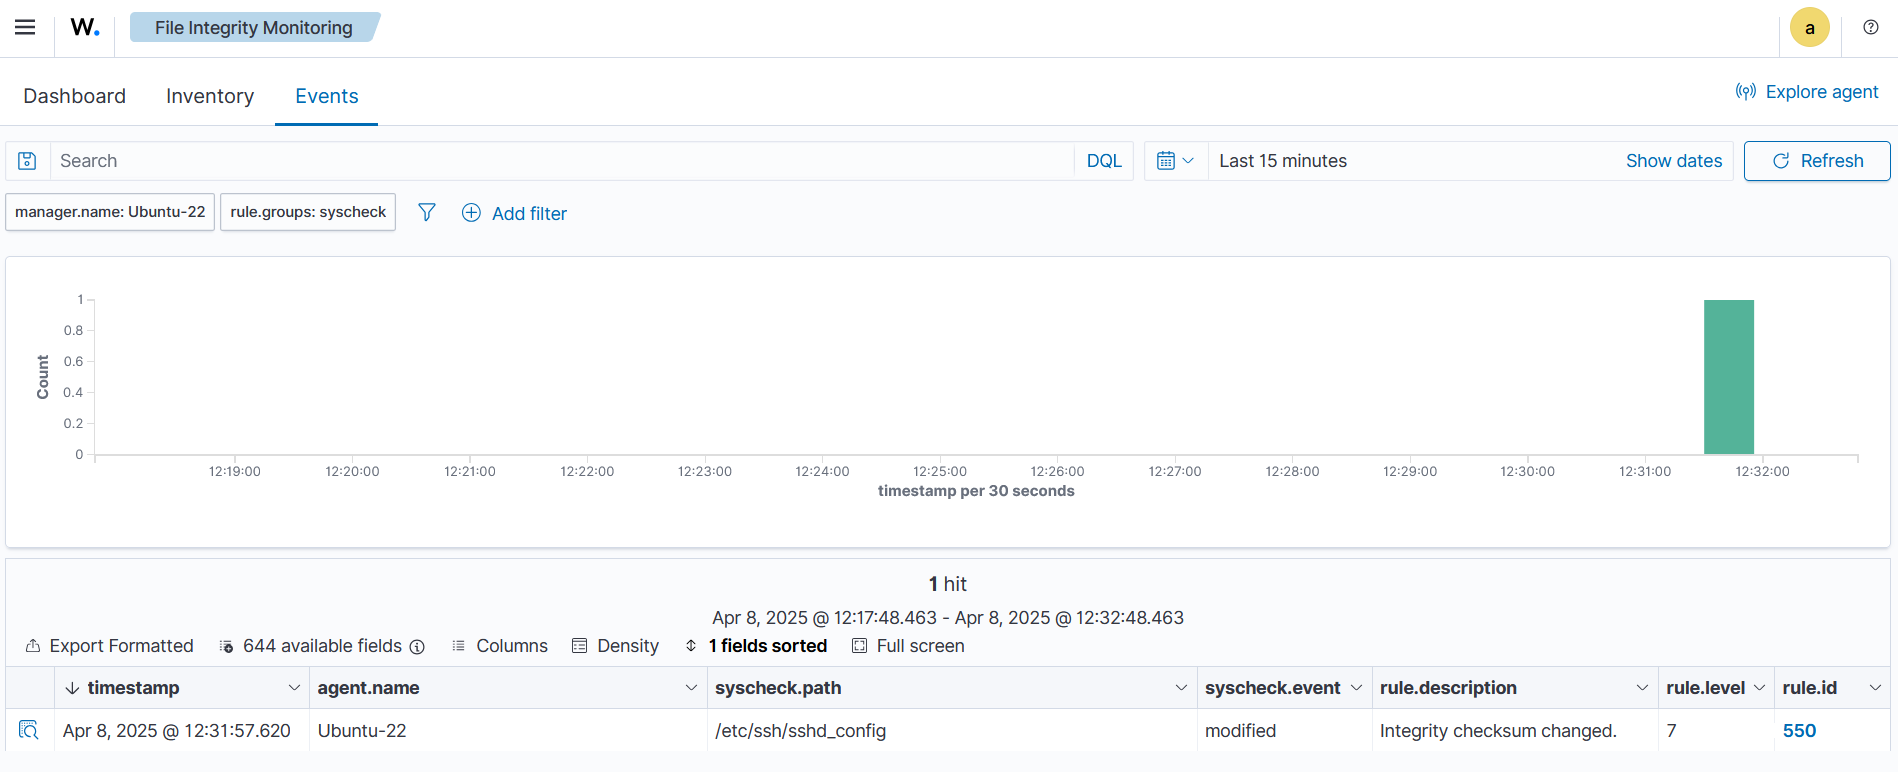 W. File Integrity Monitoring a
Dashboard Inventory Events Explore agent
Search DQL Last 15 minutes Show dates Refresh
manager.name: Ubuntu-22 rule.groups: syscheck Add filter
1
0.8
0.6
0.4
0.2
0
Count
12:19:00 12:20:00 12:21:00 12:22:00 12:23:00 12:24:00 12:25:00 12:26:00 12:27:00 12:28:00 12:29:00 12:30:00 12:31:00 12:32:00
timestamp per 30 seconds
1 hit
Apr 8, 2025 @ 12:17:48.463 - Apr 8, 2025 @ 12:32:48.463
Export Formatted 644 available fields Columns Density 1 fields sorted Full screen
timestamp agent.name syscheck.path syscheck.event rule.description rule.level rule.id
Apr 8, 2025 @ 12:31:57.620 Ubuntu-22 /etc/ssh/sshd_config modified Integrity checksum changed. 7 550